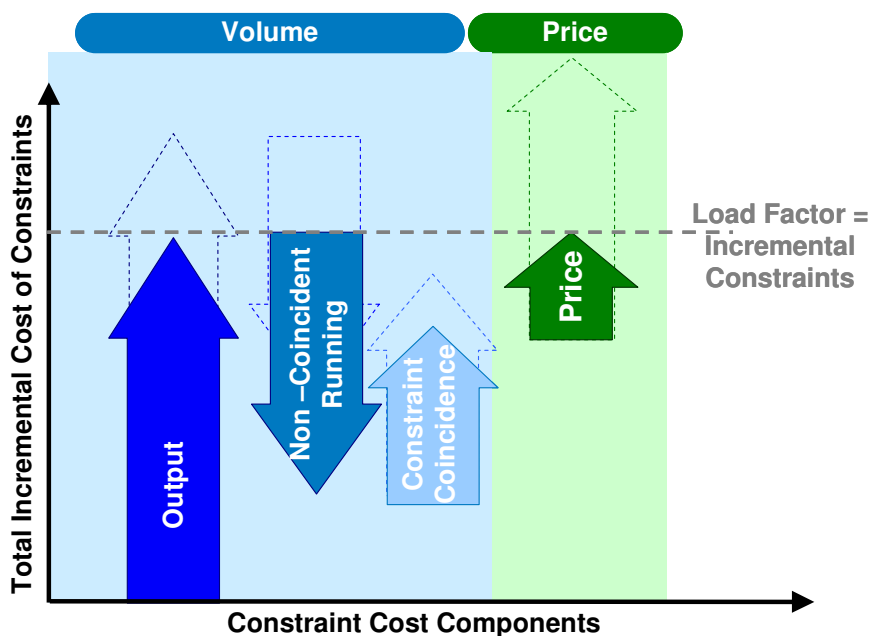 Volume
Price
Total Incremental Cost of Constraints
Load Factor =
Incremental
Constraints
Output
Non –Coincident
Running
Constraint
Coincidence
Price
Constraint Cost Components